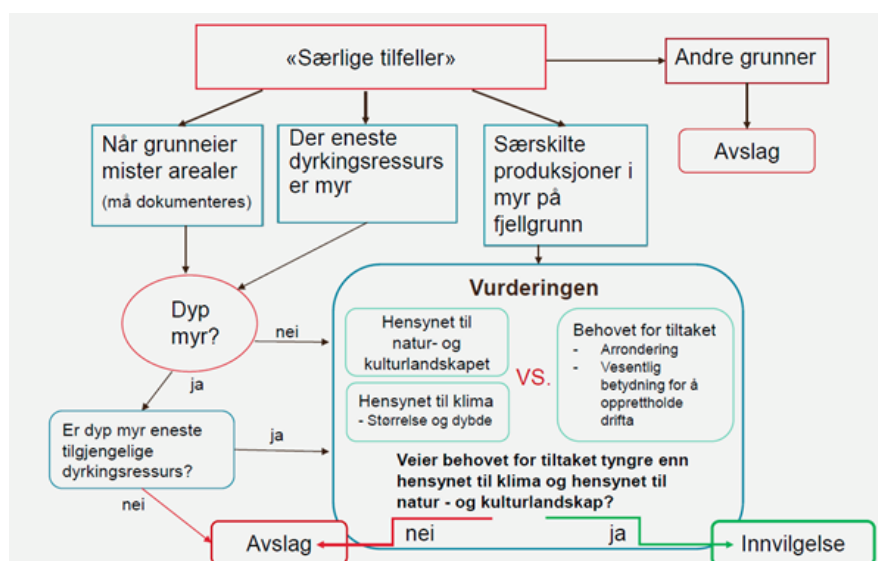 «Særlige tilfeller»
Andre grunner
Avslag
Når grunneier
mister arealer
(må dokumenteres)
Der eneste
dyrkingsressurs
er myr
Særskilte
produksjoner i
myr på
fjellgrunn
Dyp
myr?
nei
ja
Er dyp myr eneste
tilgjengelige
dyrkingsressurs?
ja
nei
Vurderingen
Hensynet til
natur- og
kulturlandskapet
Hensynet til klima
- Størrelse og dybde
VS.
Behovet for tiltaket
- Arrondering
- Vesentlig
betydning for å
opprettholde
drifta
Veier behovet for tiltaket tyngre enn
hensynet til klima og hensynet til
natur - og kulturlandskap?
nei
ja
Avslag
Innvilgelse